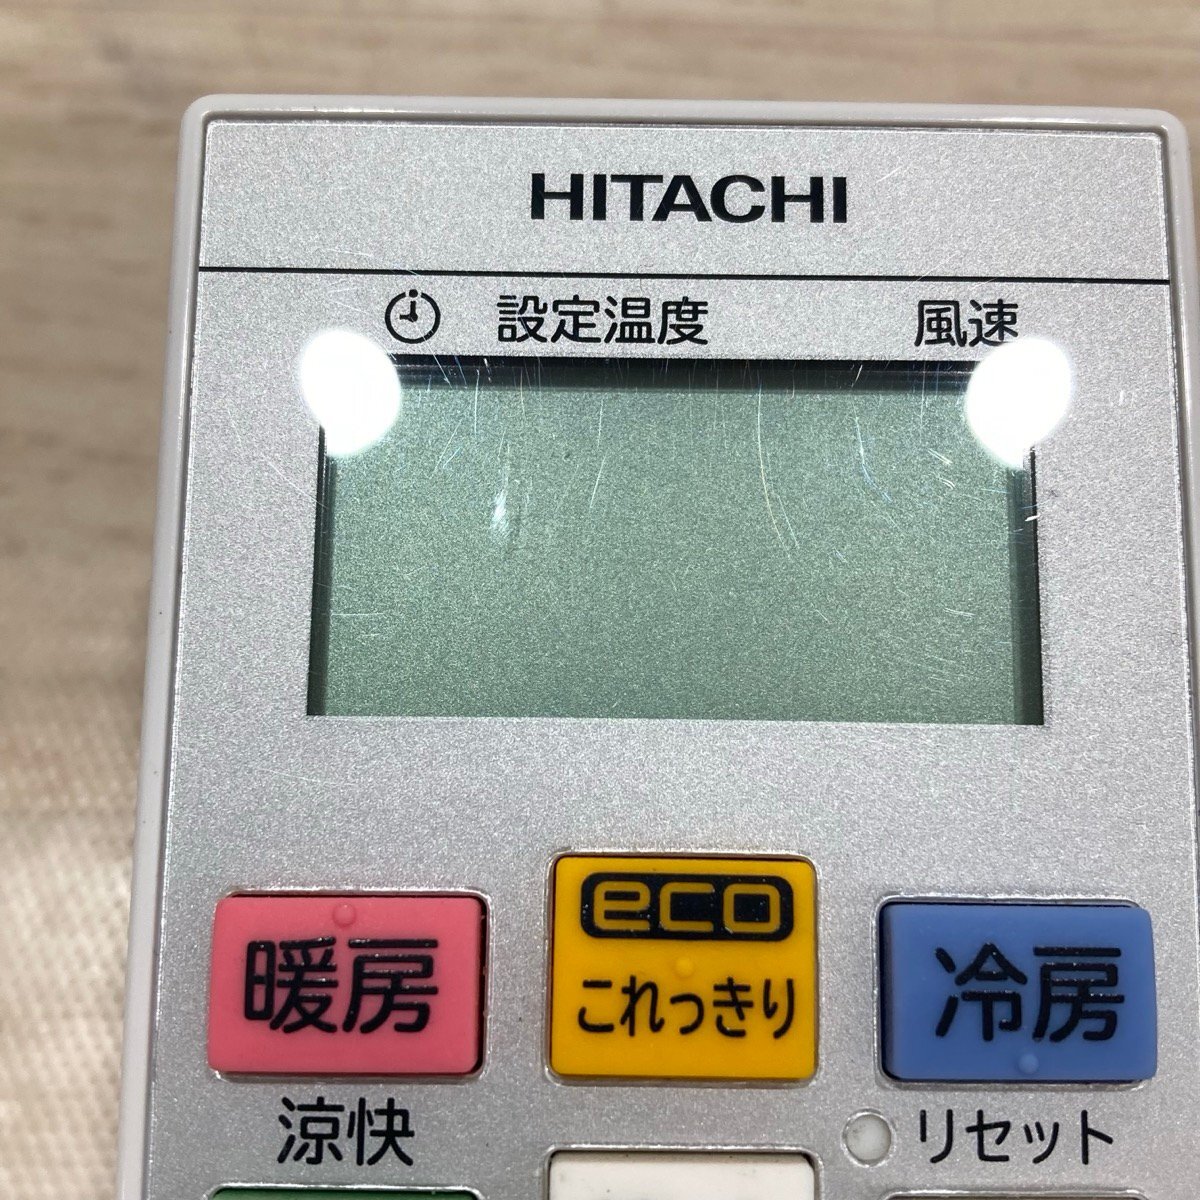 HITACHI
設定温度 風速
eco
暖房 これっきり 冷房
涼快 リセット